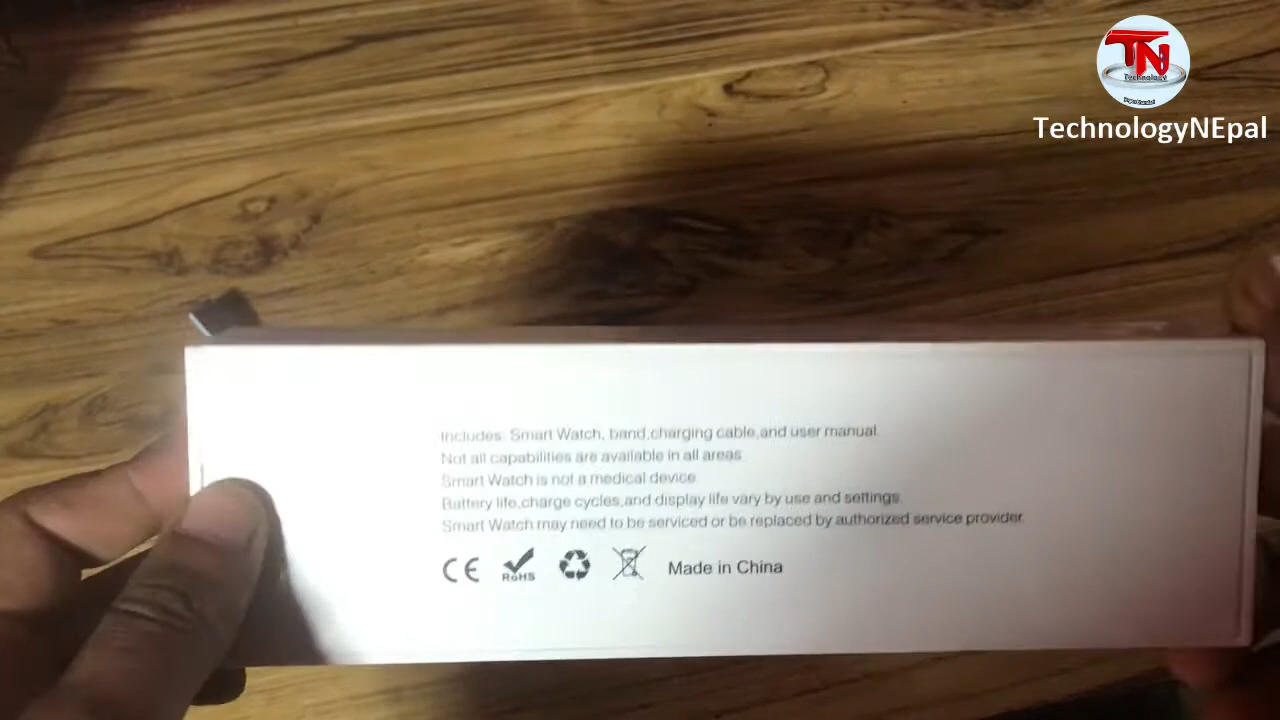 TN
Technology
TechnologyNEpal
Includes: Smart Watch, band,charging cable,and user manual.
Not all capabilities are available in all areas.
Smart Watch is not a medical device.
Battery life,charge cycles,and display life vary by use and settings.
Smart Watch may need to be serviced or be replaced by authorized service provider.
CE RoHS Made in China